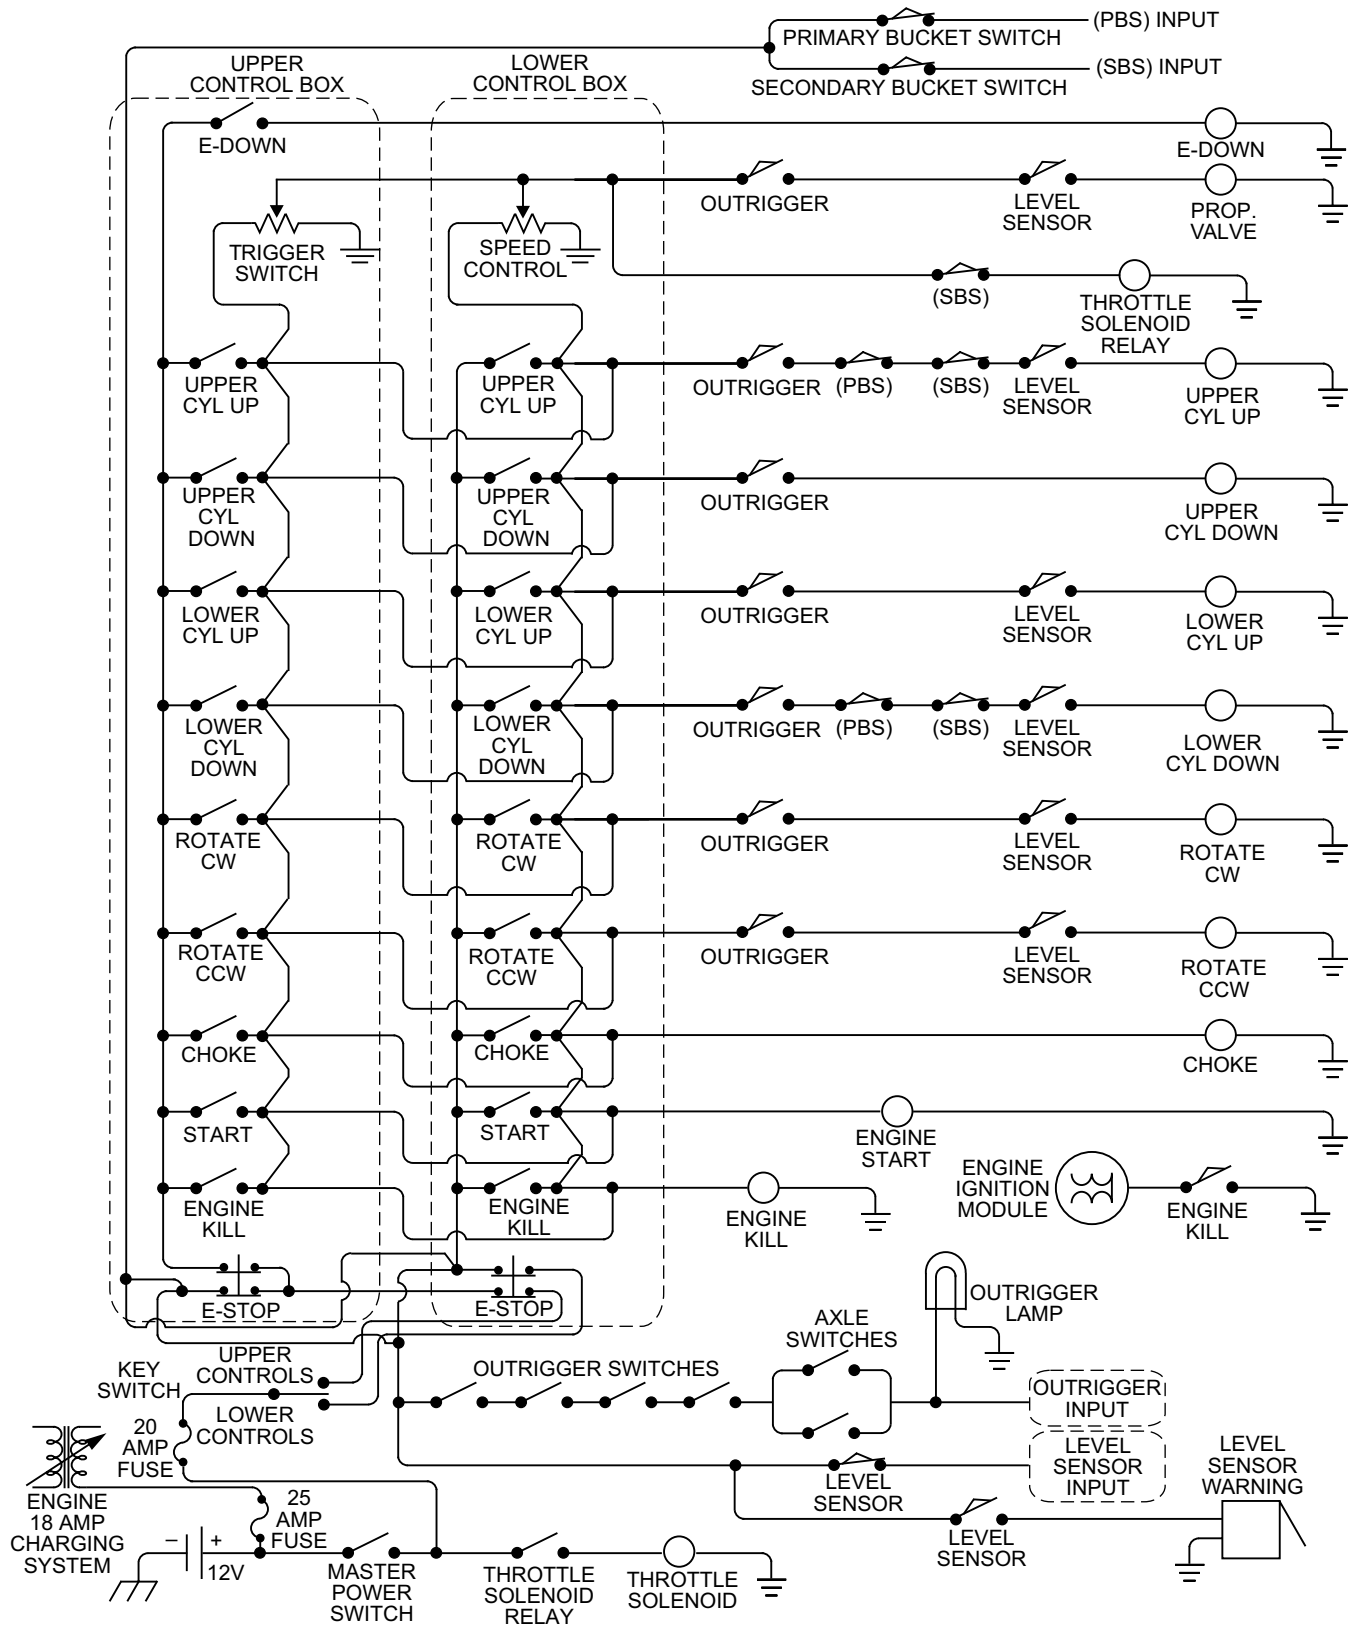 (PBS) INPUT
PRIMARY BUCKET SWITCH
(SBS) INPUT
SECONDARY BUCKET SWITCH
UPPER
CONTROL BOX
LOWER
CONTROL BOX
E-DOWN
E-DOWN
TRIGGER
SWITCH
SPEED
CONTROL
OUTRIGGER
LEVEL
SENSOR
PROP.
VALVE
(SBS)
THROTTLE
SOLENOID
RELAY
UPPER
CYL UP
UPPER
CYL UP
OUTRIGGER
(PBS)
(SBS)
LEVEL
SENSOR
UPPER
CYL UP
UPPER
CYL
DOWN
UPPER
CYL
DOWN
OUTRIGGER
UPPER
CYL DOWN
LOWER
CYL UP
LOWER
CYL UP
OUTRIGGER
LEVEL
SENSOR
LOWER
CYL UP
LOWER
CYL
DOWN
LOWER
CYL
DOWN
OUTRIGGER
(PBS)
(SBS)
LEVEL
SENSOR
LOWER
CYL DOWN
ROTATE
CW
ROTATE
CW
OUTRIGGER
LEVEL
SENSOR
ROTATE
CW
ROTATE
CCW
ROTATE
CCW
OUTRIGGER
LEVEL
SENSOR
ROTATE
CCW
CHOKE
CHOKE
CHOKE
START
START
ENGINE
START
ENGINE
KILL
ENGINE
KILL
ENGINE
KILL
ENGINE
IGNITION
MODULE
ENGINE
KILL
E-STOP
E-STOP
OUTRIGGER
LAMP
AXLE
SWITCHES
KEY
SWITCH
UPPER
CONTROLS
LOWER
CONTROLS
OUTRIGGER SWITCHES
OUTRIGGER
INPUT
20
AMP
FUSE
LEVEL
SENSOR
LEVEL
SENSOR
INPUT
LEVEL
SENSOR
WARNING
ENGINE
18 AMP
CHARGING
SYSTEM
25
AMP
FUSE
LEVEL
SENSOR
− +
12V
MASTER
POWER
SWITCH
THROTTLE
SOLENOID
RELAY
THROTTLE
SOLENOID